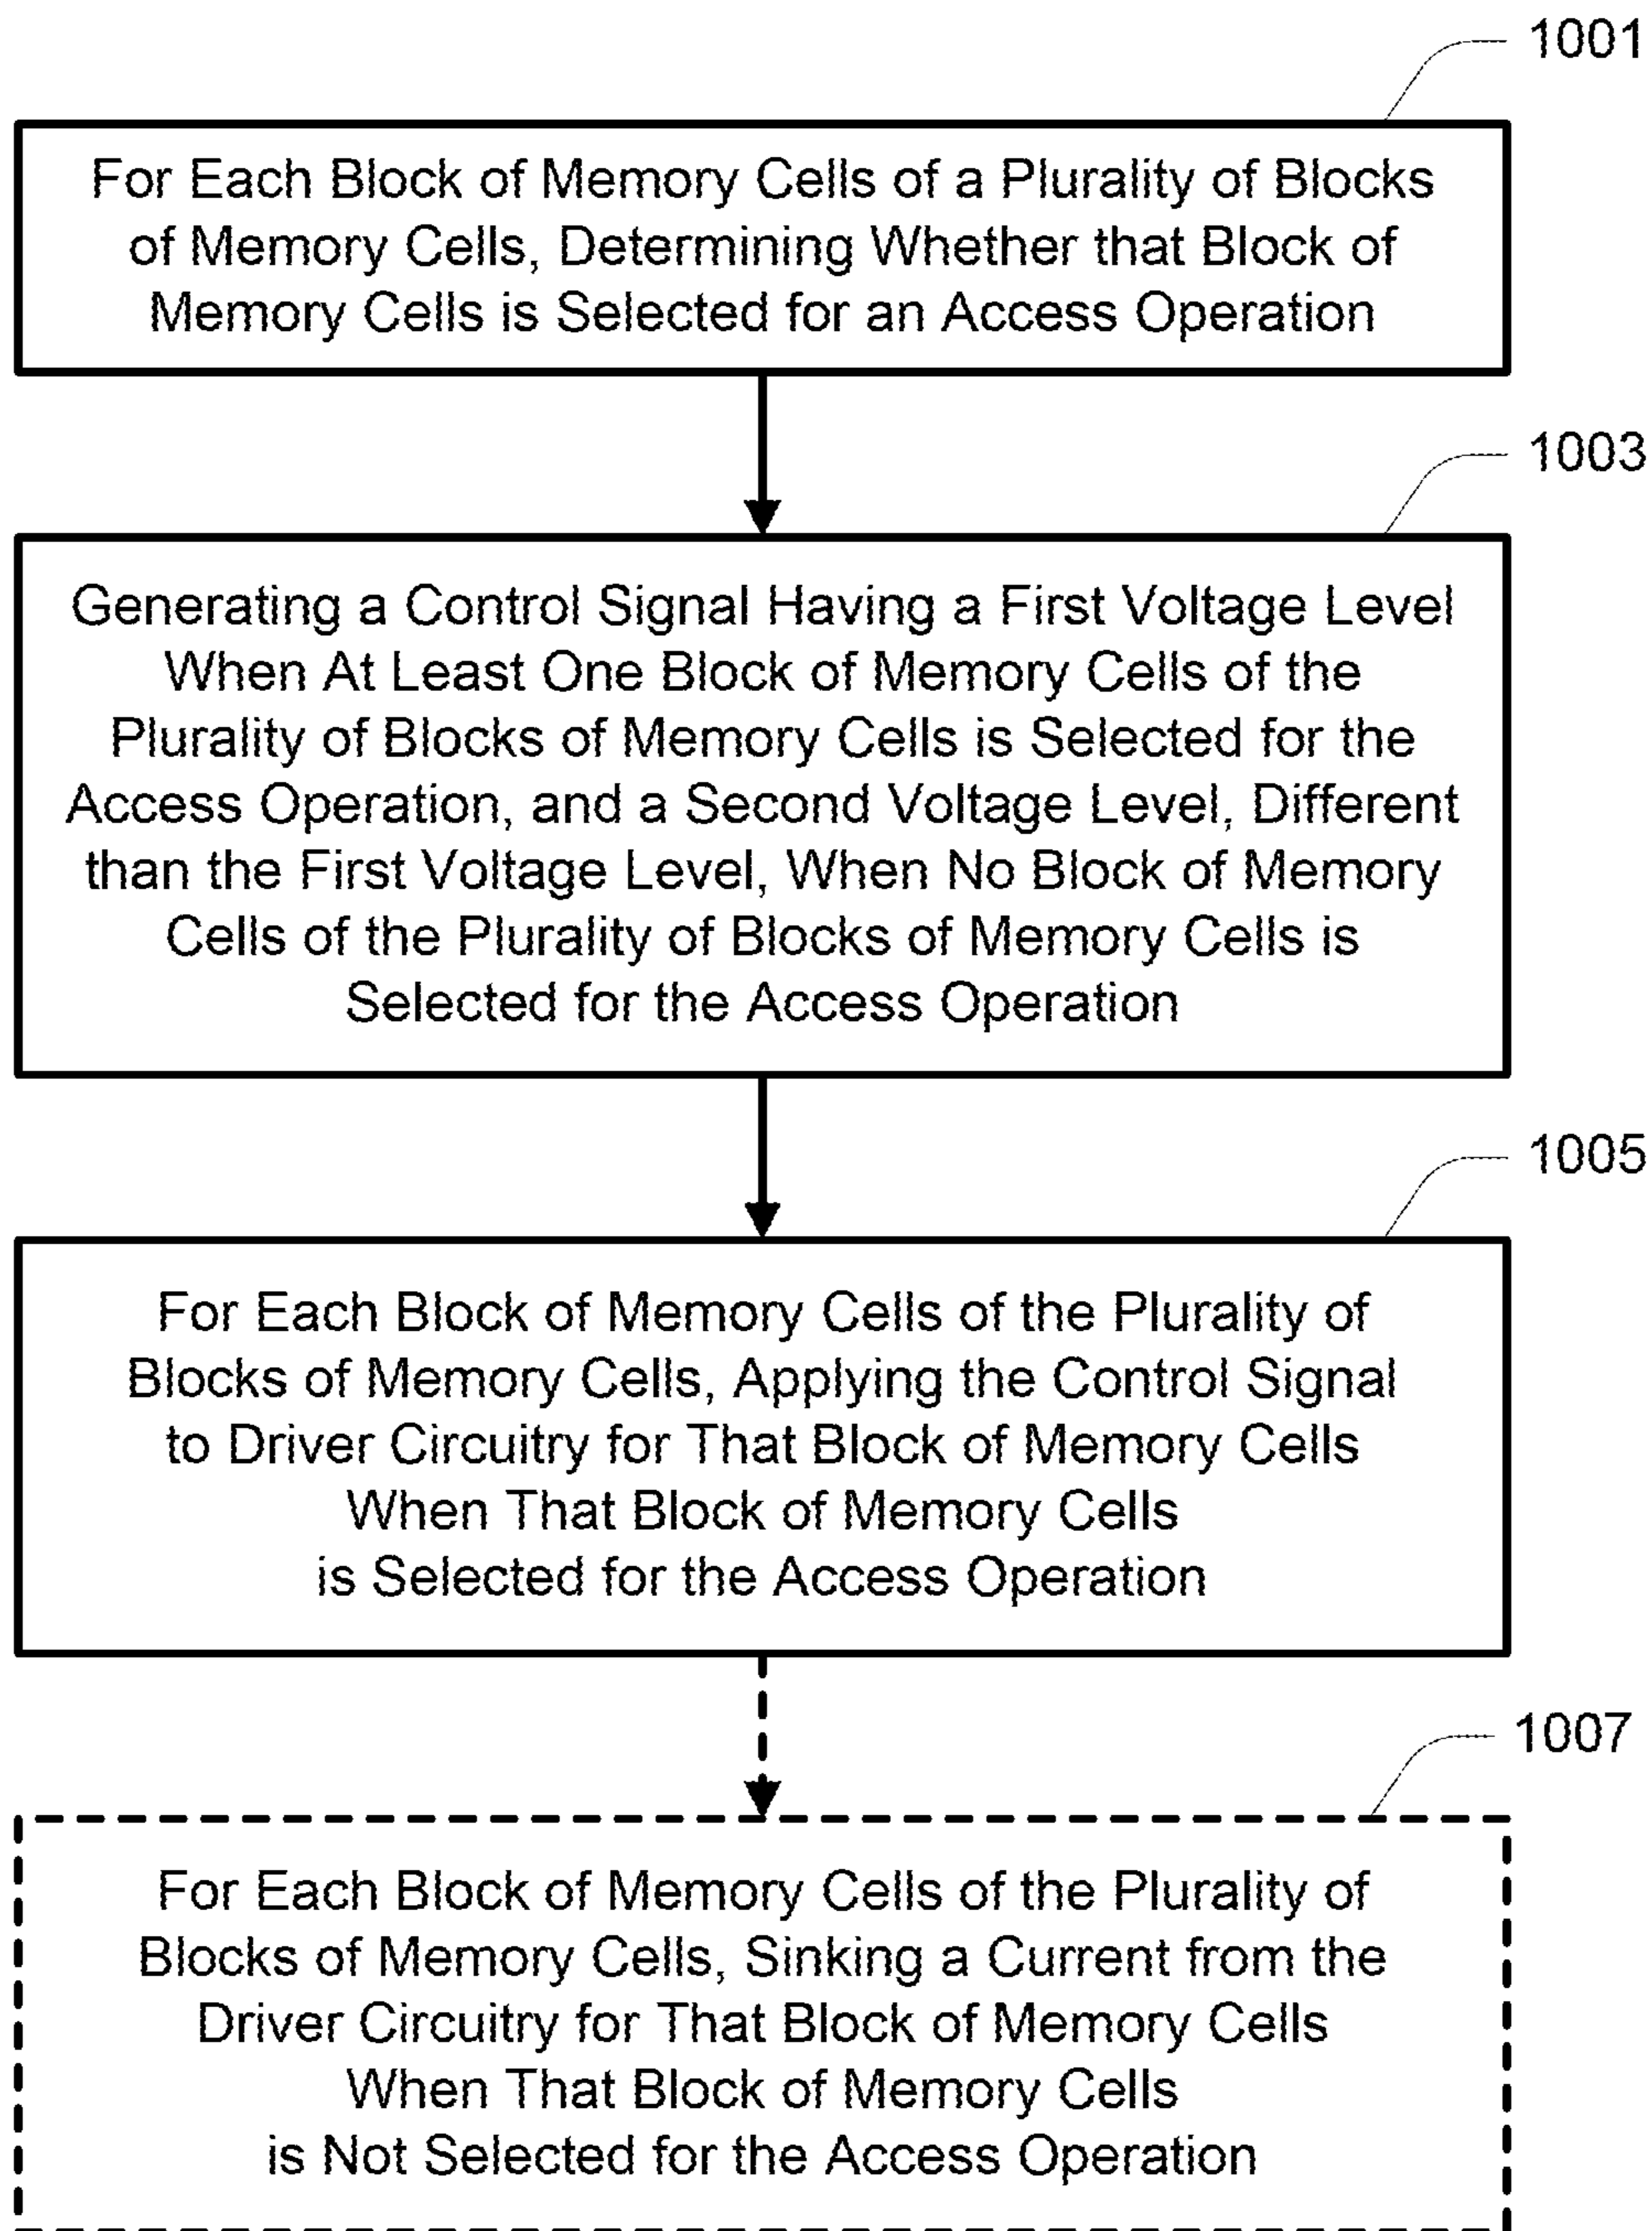 1001
For Each Block of Memory Cells of a Plurality of Blocks
of Memory Cells, Determining Whether that Block of
Memory Cells is Selected for an Access Operation
1003
Generating a Control Signal Having a First Voltage Level
When At Least One Block of Memory Cells of the
Plurality of Blocks of Memory Cells is Selected for the
Access Operation, and a Second Voltage Level, Different
than the First Voltage Level, When No Block of Memory
Cells of the Plurality of Blocks of Memory Cells is
Selected for the Access Operation
1005
For Each Block of Memory Cells of the Plurality of
Blocks of Memory Cells, Applying the Control Signal
to Driver Circuitry for That Block of Memory Cells
When That Block of Memory Cells
is Selected for the Access Operation
1007
For Each Block of Memory Cells of the Plurality of
Blocks of Memory Cells, Sinking a Current from the
Driver Circuitry for That Block of Memory Cells
When That Block of Memory Cells
is Not Selected for the Access Operation